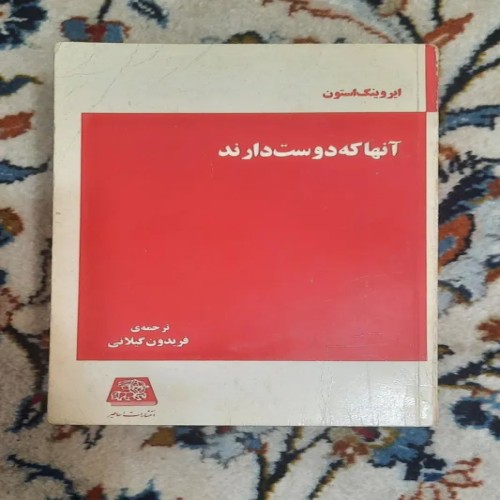 ایروینگ‌استون
آنها که دوست دارند
ترجمه‌ی
فریدون گیلانی